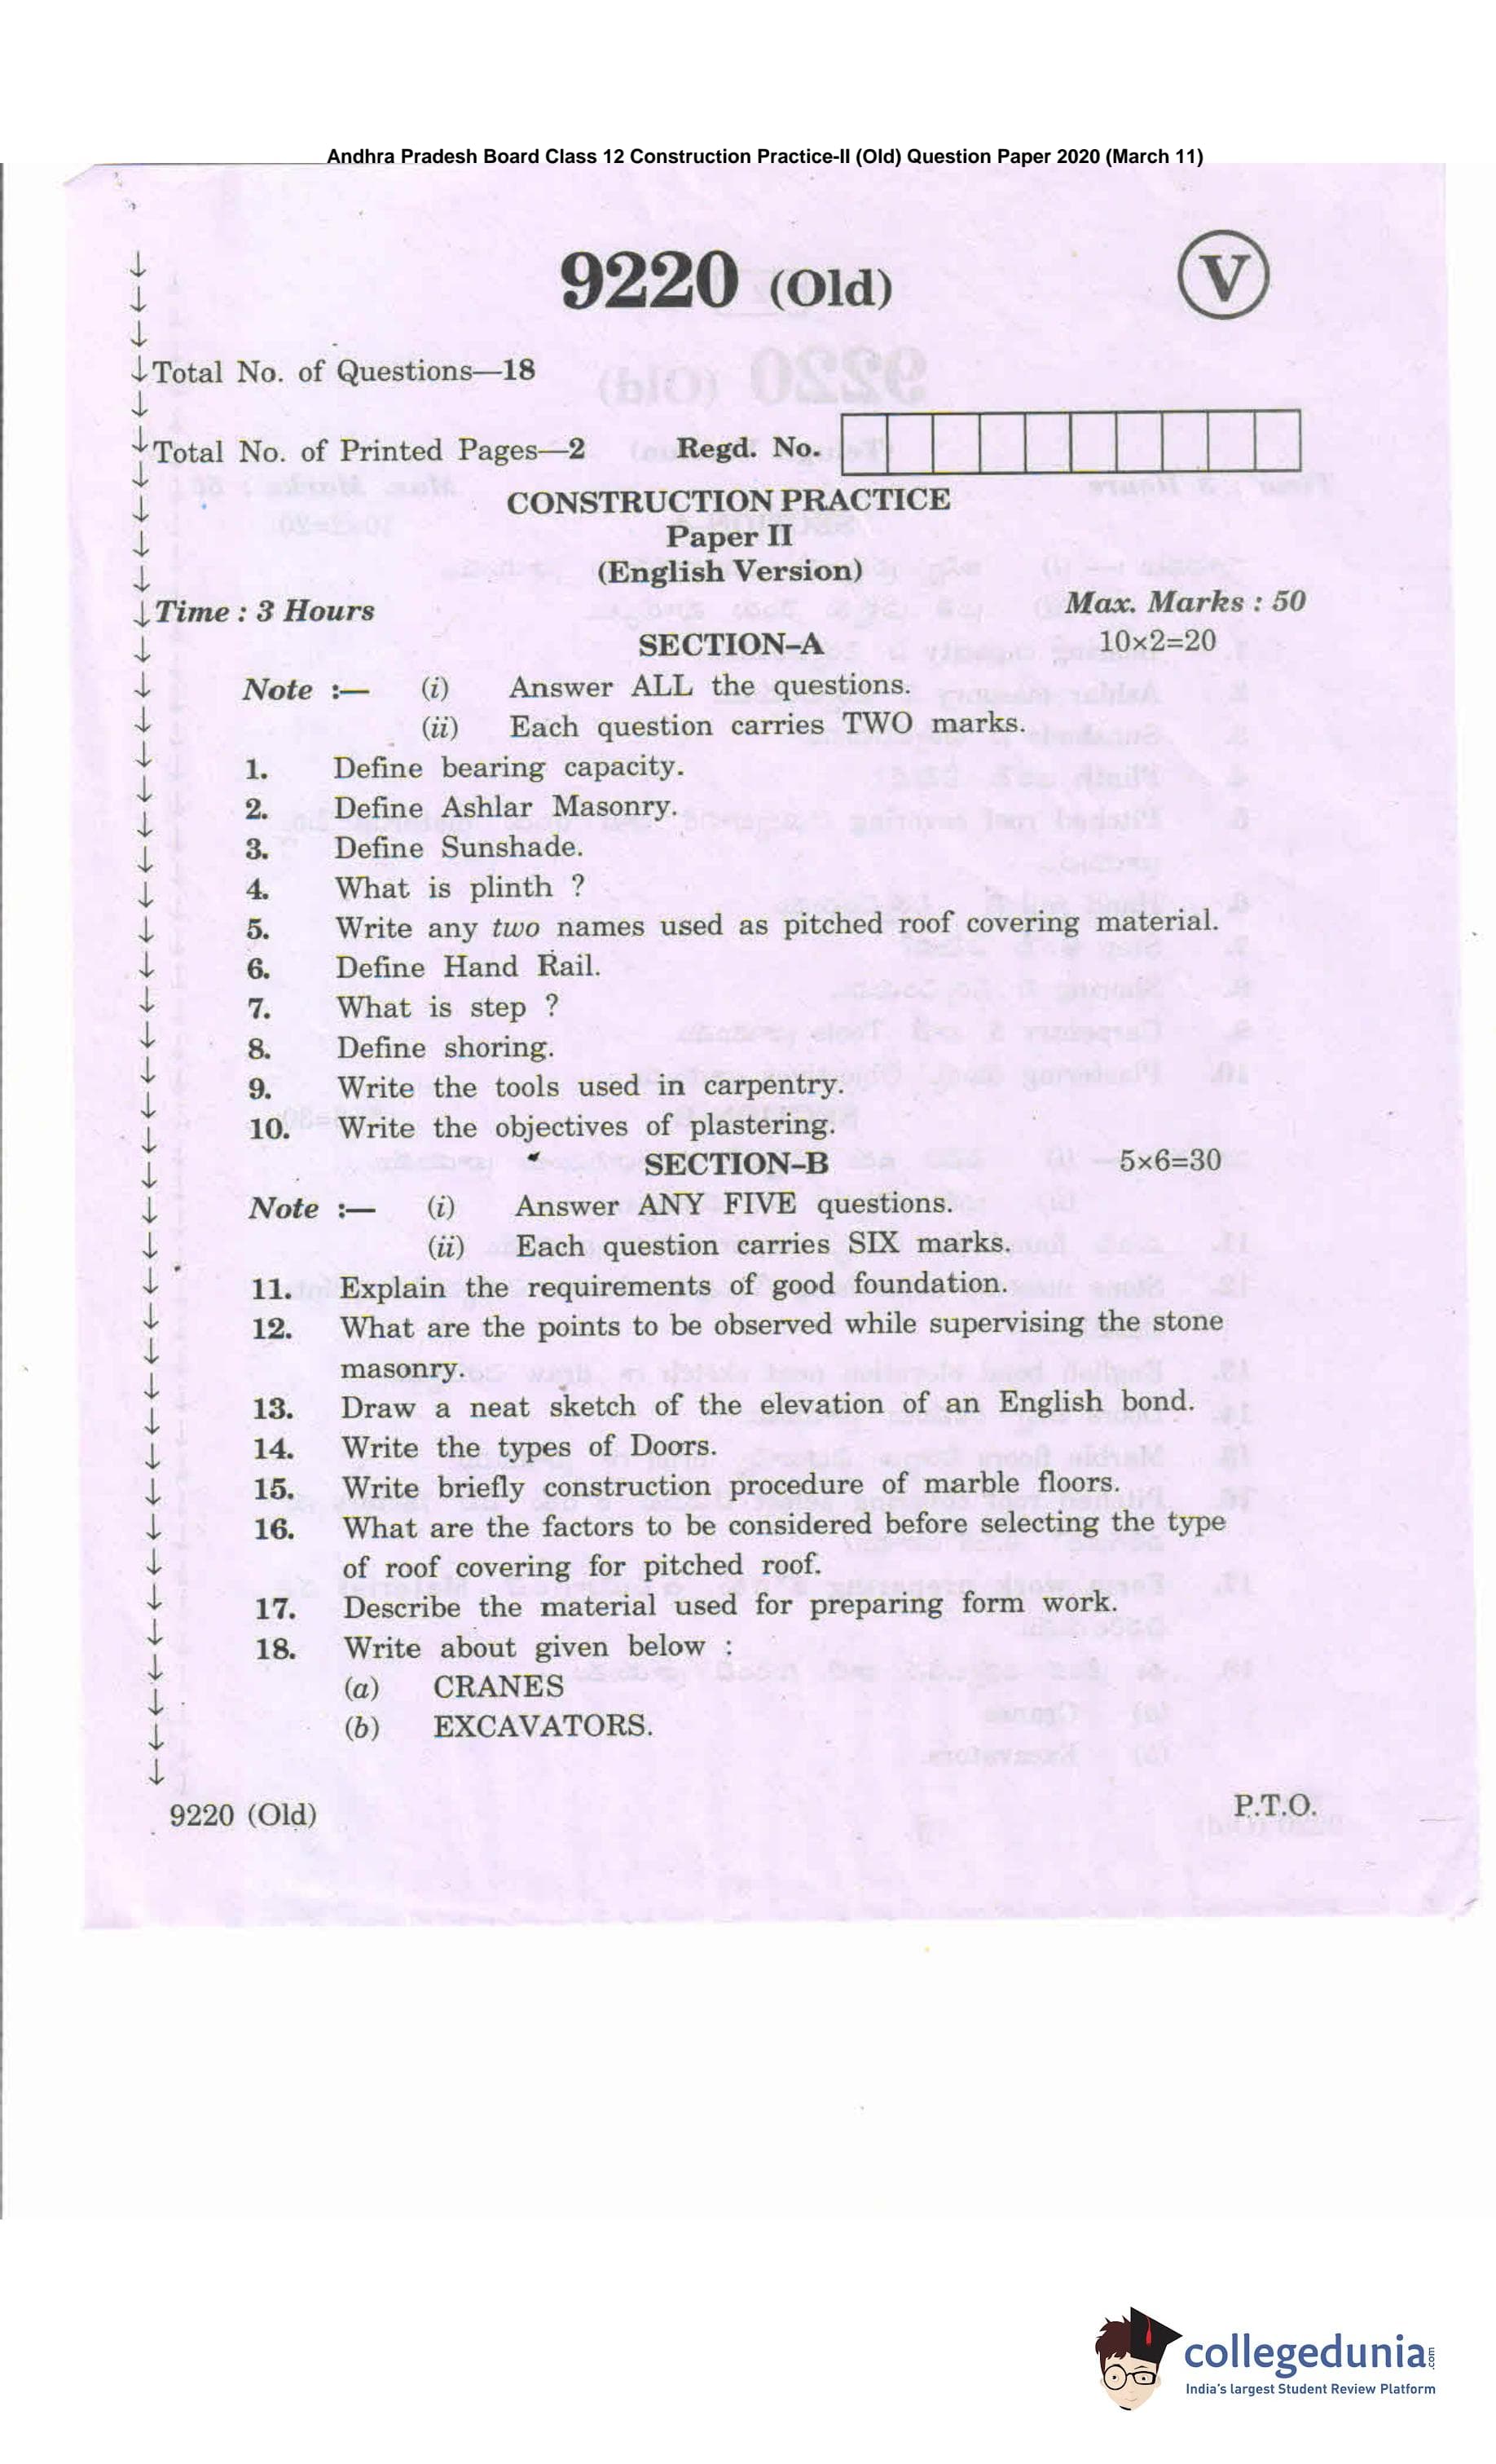 Andhra Pradesh Board Class 12 Construction Practice-II (Old) Question Paper 2020 (March 11)
9220 (Old)
V
Total No. of Questions—18
Total No. of Printed Pages—2 Regd. No.
CONSTRUCTION PRACTICE
Paper II
(English Version)
Time : 3 Hours Max. Marks : 50
SECTION-A 10×2=20
Note :— (i) Answer ALL the questions.
(ii) Each question carries TWO marks.
1. Define bearing capacity.
2. Define Ashlar Masonry.
3. Define Sunshade.
4. What is plinth ?
5. Write any two names used as pitched roof covering material.
6. Define Hand Rail.
7. What is step ?
8. Define shoring.
9. Write the tools used in carpentry.
10. Write the objectives of plastering.
SECTION-B 5×6=30
Note :— (i) Answer ANY FIVE questions.
(ii) Each question carries SIX marks.
11. Explain the requirements of good foundation.
12. What are the points to be observed while supervising the stone
masonry.
13. Draw a neat sketch of the elevation of an English bond.
14. Write the types of Doors.
15. Write briefly construction procedure of marble floors.
16. What are the factors to be considered before selecting the type
of roof covering for pitched roof.
17. Describe the material used for preparing form work.
18. Write about given below :
(a) CRANES
(b) EXCAVATORS.
9220 (Old) P.T.O.
collegedunia.com
India's largest Student Review Platform